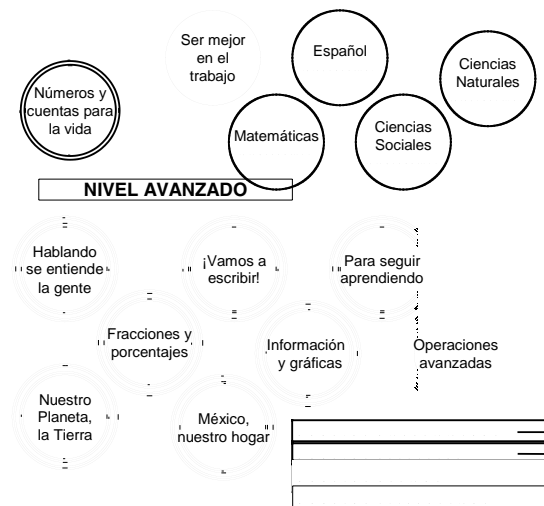 Ser mejor
en el
trabajo
Español
Ciencias
Naturales
Números y
cuentas para
la vida
Matemáticas
Ciencias
Sociales
NIVEL AVANZADO
Hablando
se entiende
la gente
¡Vamos a
escribir!
Para seguir
aprendiendo
Fracciones y
porcentajes
Información
y gráficas
Operaciones
avanzadas
Nuestro
Planeta,
la Tierra
México,
nuestro hogar